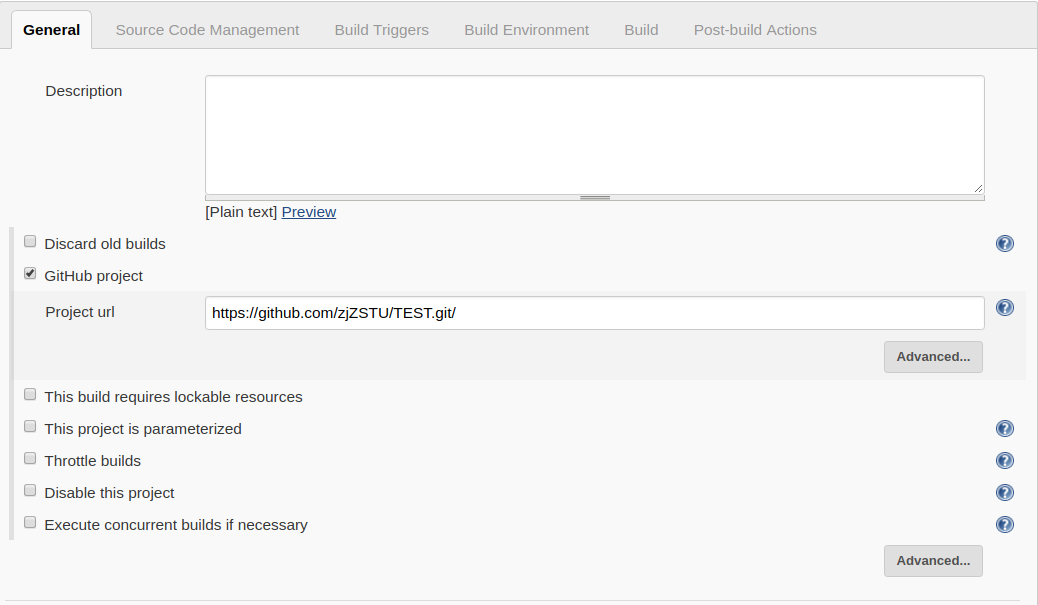 General Source Code Management Build Triggers Build Environment Build Post-build Actions
Description
[Plain text] Preview
Discard old builds
GitHub project
Project url https://github.com/zjZSTU/TEST.git/
Advanced...
This build requires lockable resources
This project is parameterized
Throttle builds
Disable this project
Execute concurrent builds if necessary
Advanced...